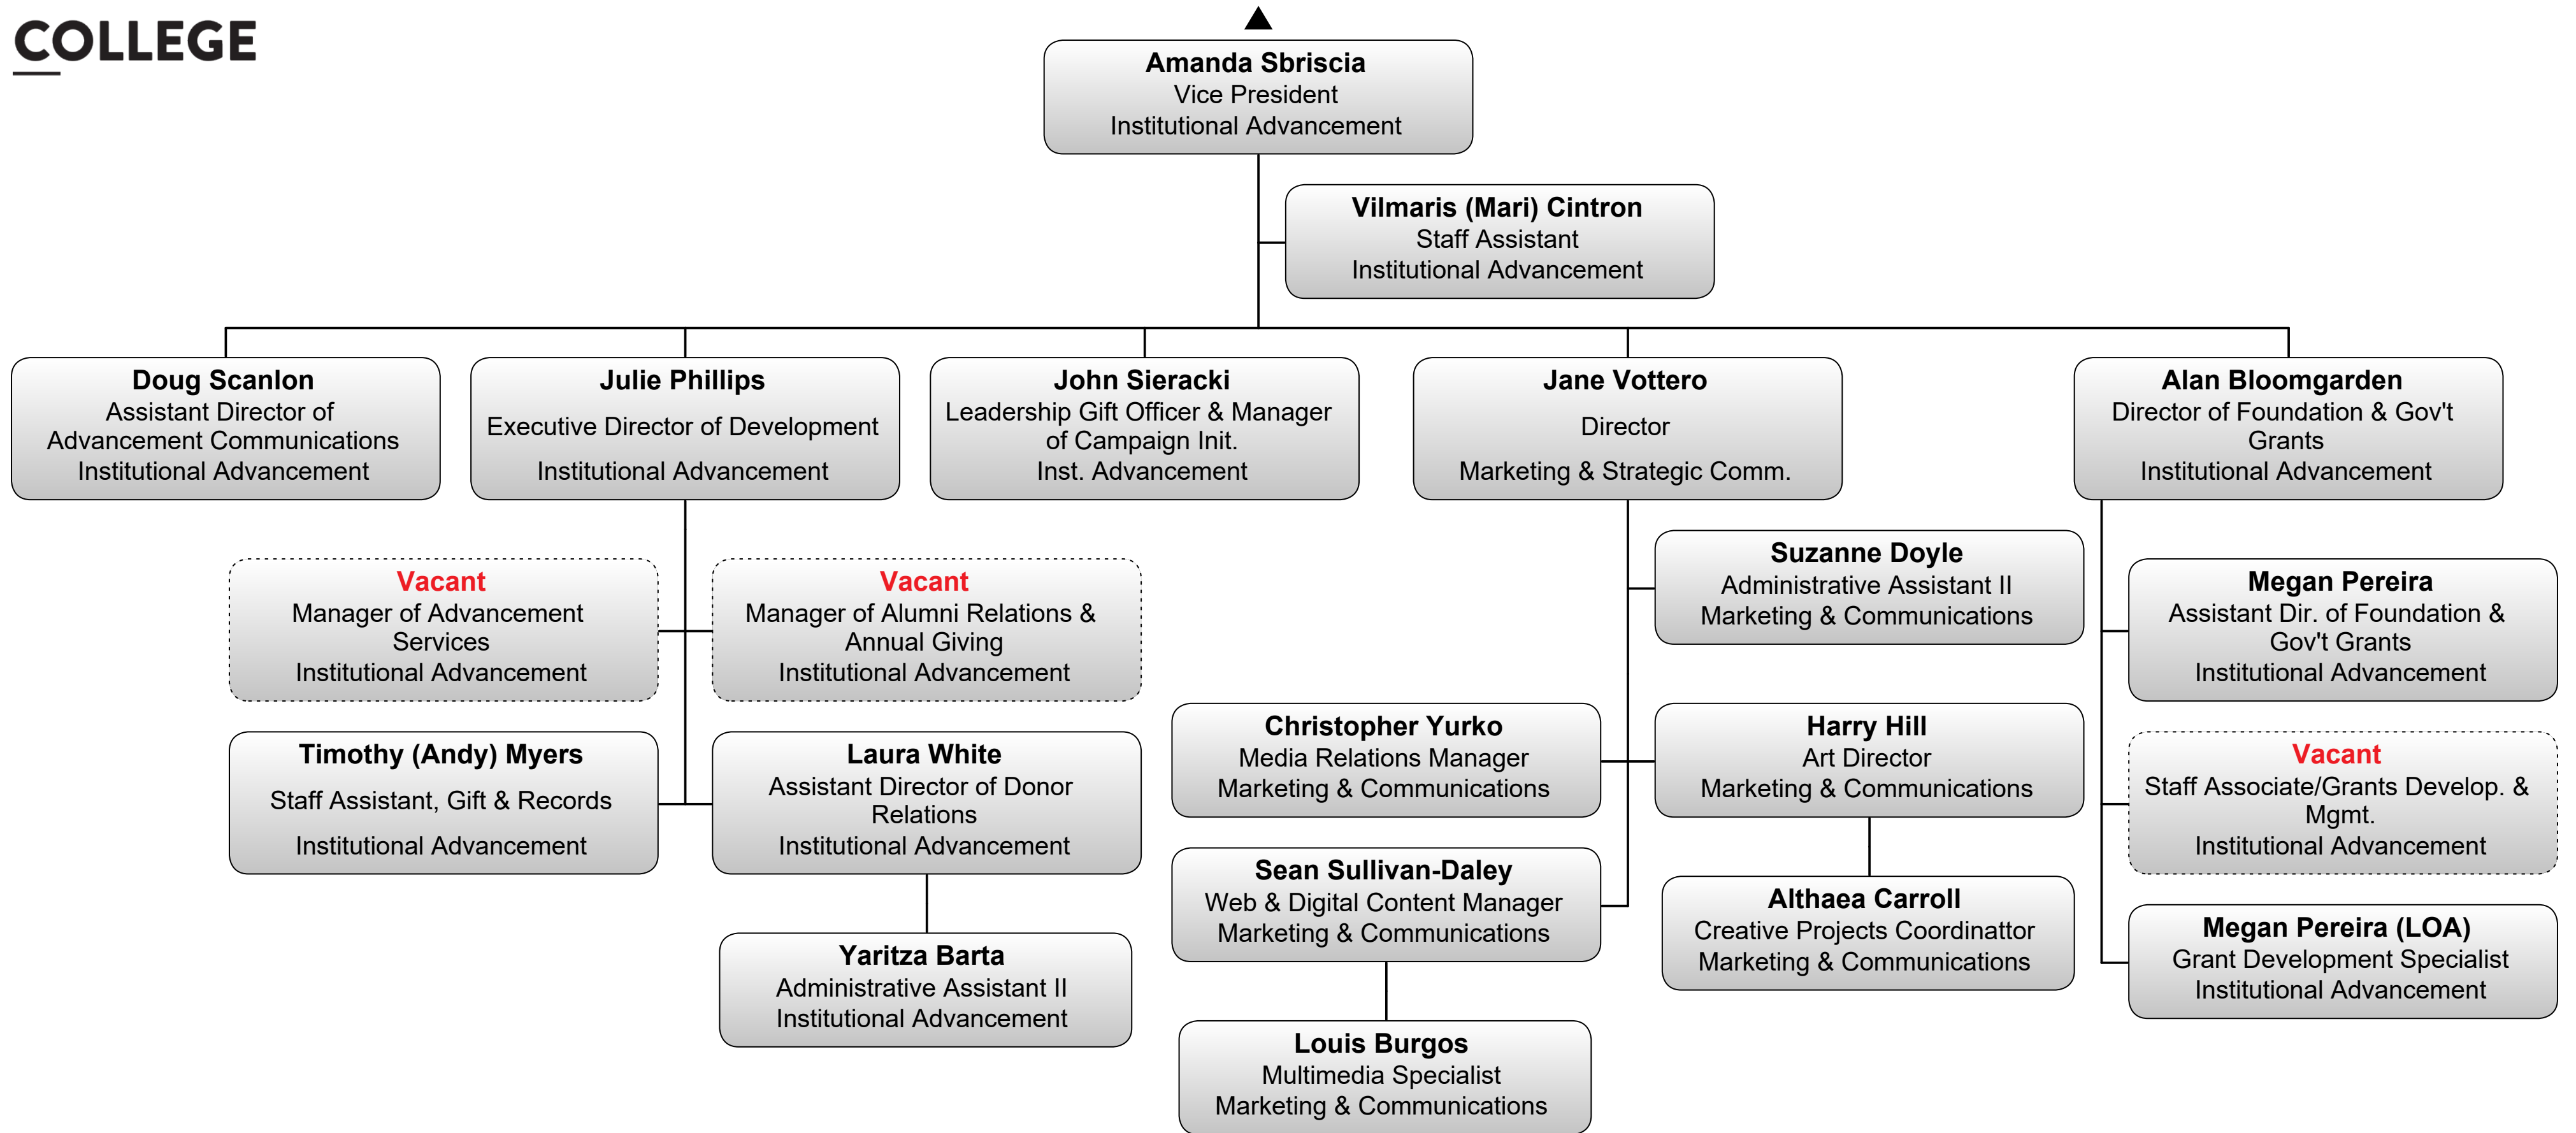 COLLEGE
Amanda Sbriscia
Vice President
Institutional Advancement
Vilmaris (Mari) Cintron
Staff Assistant
Institutional Advancement
Doug Scanlon
Assistant Director of
Advancement Communications
Institutional Advancement
Julie Phillips
Executive Director of Development
Institutional Advancement
John Sieracki
Leadership Gift Officer & Manager
of Campaign Init.
Inst. Advancement
Jane Vottero
Director
Marketing & Strategic Comm.
Alan Bloomgarden
Director of Foundation & Gov't
Grants
Institutional Advancement
Vacant
Manager of Advancement
Services
Institutional Advancement
Vacant
Manager of Alumni Relations &
Annual Giving
Institutional Advancement
Timothy (Andy) Myers
Staff Assistant, Gift & Records
Institutional Advancement
Laura White
Assistant Director of Donor
Relations
Institutional Advancement
Yaritza Barta
Administrative Assistant II
Institutional Advancement
Suzanne Doyle
Administrative Assistant II
Marketing & Communications
Christopher Yurko
Media Relations Manager
Marketing & Communications
Harry Hill
Art Director
Marketing & Communications
Sean Sullivan-Daley
Web & Digital Content Manager
Marketing & Communications
Althaea Carroll
Creative Projects Coordinattor
Marketing & Communications
Louis Burgos
Multimedia Specialist
Marketing & Communications
Megan Pereira
Assistant Dir. of Foundation &
Gov't Grants
Institutional Advancement
Vacant
Staff Associate/Grants Develop. &
Mgmt.
Institutional Advancement
Megan Pereira (LOA)
Grant Development Specialist
Institutional Advancement